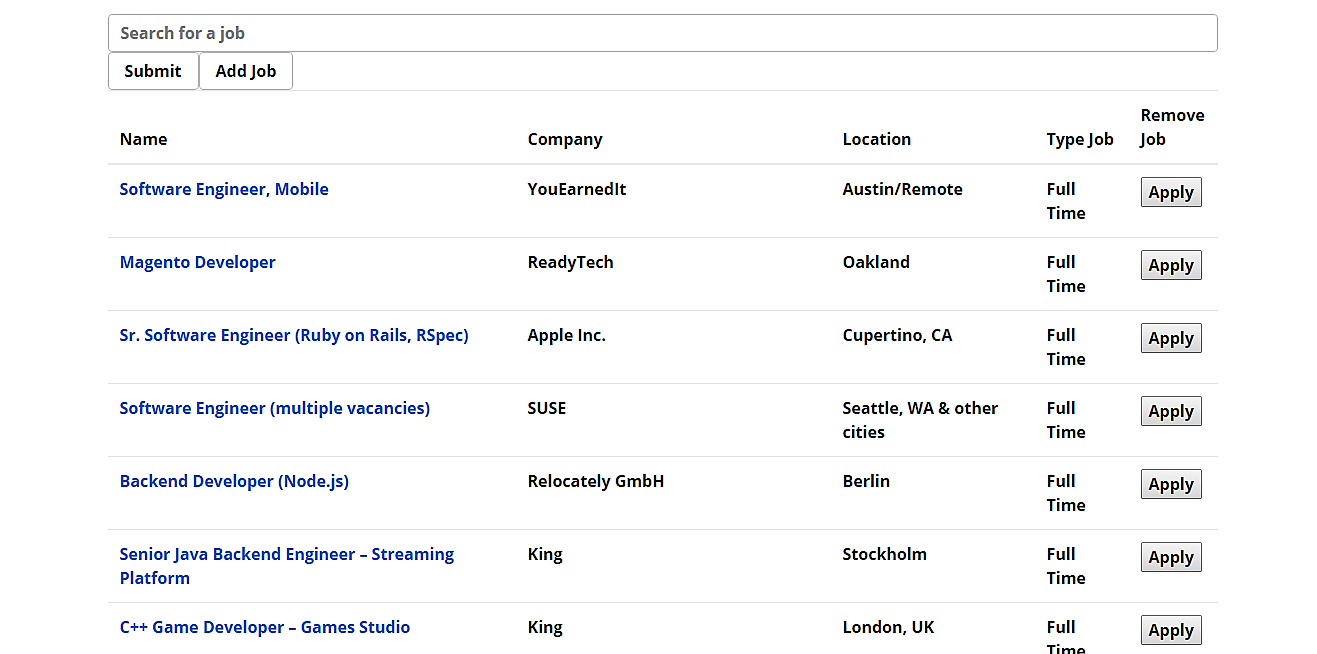 Search for a job
Submit Add Job
Name Company Location Type Job Remove Job
Software Engineer, Mobile YouEarnedIt Austin/Remote Full Time Apply
Magento Developer ReadyTech Oakland Full Time Apply
Sr. Software Engineer (Ruby on Rails, RSpec) Apple Inc. Cupertino, CA Full Time Apply
Software Engineer (multiple vacancies) SUSE Seattle, WA & other cities Full Time Apply
Backend Developer (Node.js) Relocately GmbH Berlin Full Time Apply
Senior Java Backend Engineer – Streaming Platform King Stockholm Full Time Apply
C++ Game Developer – Games Studio King London, UK Full Time Apply